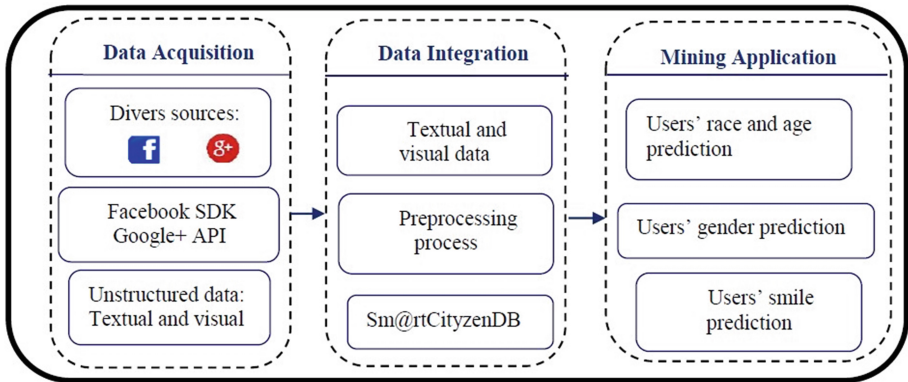 Data Acquisition
Divers sources:
f
g+
Facebook SDK
Google+ API
Unstructured data:
Textual and visual
Data Integration
Textual and
visual data
Preprocessing
process
Sm@rtCityzenDB
Mining Application
Users’ race and age
prediction
Users’ gender prediction
Users’ smile
prediction